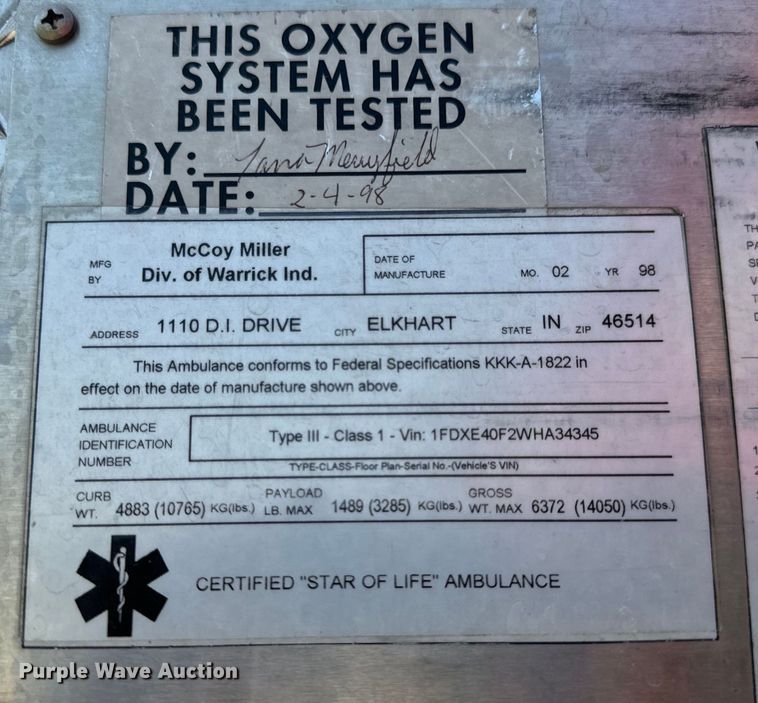 THIS OXYGEN
SYSTEM HAS
BEEN TESTED
BY: Tana Merryfield
DATE: 2-4-98
MFG BY McCoy Miller
Div. of Warrick Ind.
DATE OF MANUFACTURE MO. 02 YR 98
ADDRESS 1110 D.I. DRIVE CITY ELKHART STATE IN ZIP 46514
This Ambulance conforms to Federal Specifications KKK-A-1822 in
effect on the date of manufacture shown above.
AMBULANCE
IDENTIFICATION
NUMBER
Type III - Class 1 - Vin: 1FDXE40F2WHA34345
TYPE-CLASS-Floor Plan-Serial No.-(Vehicle'S VIN)
CURB WT. 4883 (10765) KG(lbs.) PAYLOAD LB. MAX 1489 (3285) KG(lbs.) GROSS WT. MAX 6372 (14050) KG(lbs.)
CERTIFIED "STAR OF LIFE" AMBULANCE
Purple Wave Auction